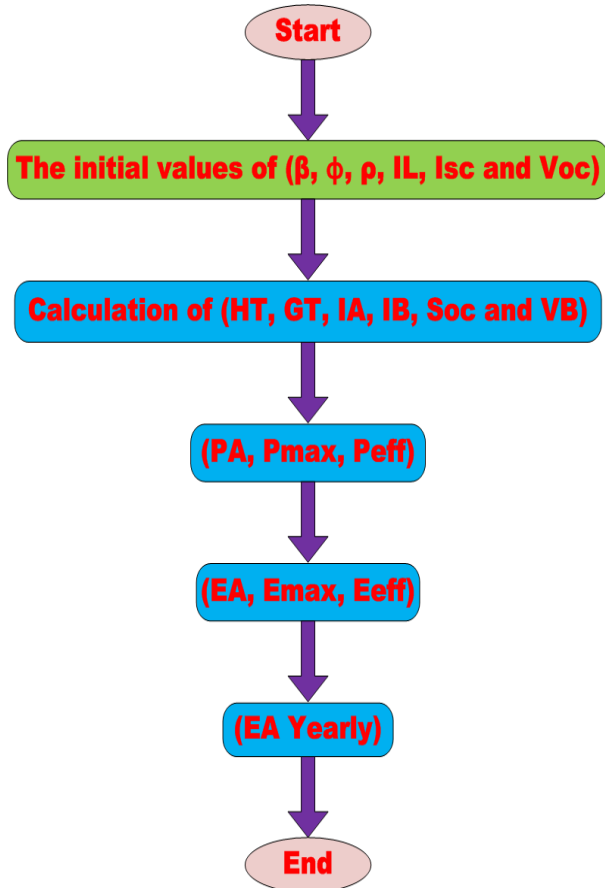 Start
The initial values of (β, ϕ, ρ, IL, Isc and Voc)
Calculation of (HT, GT, IA, IB, Soc and VB)
(PA, Pmax, Peff)
(EA, Emax, Eeff)
(EA Yearly)
End